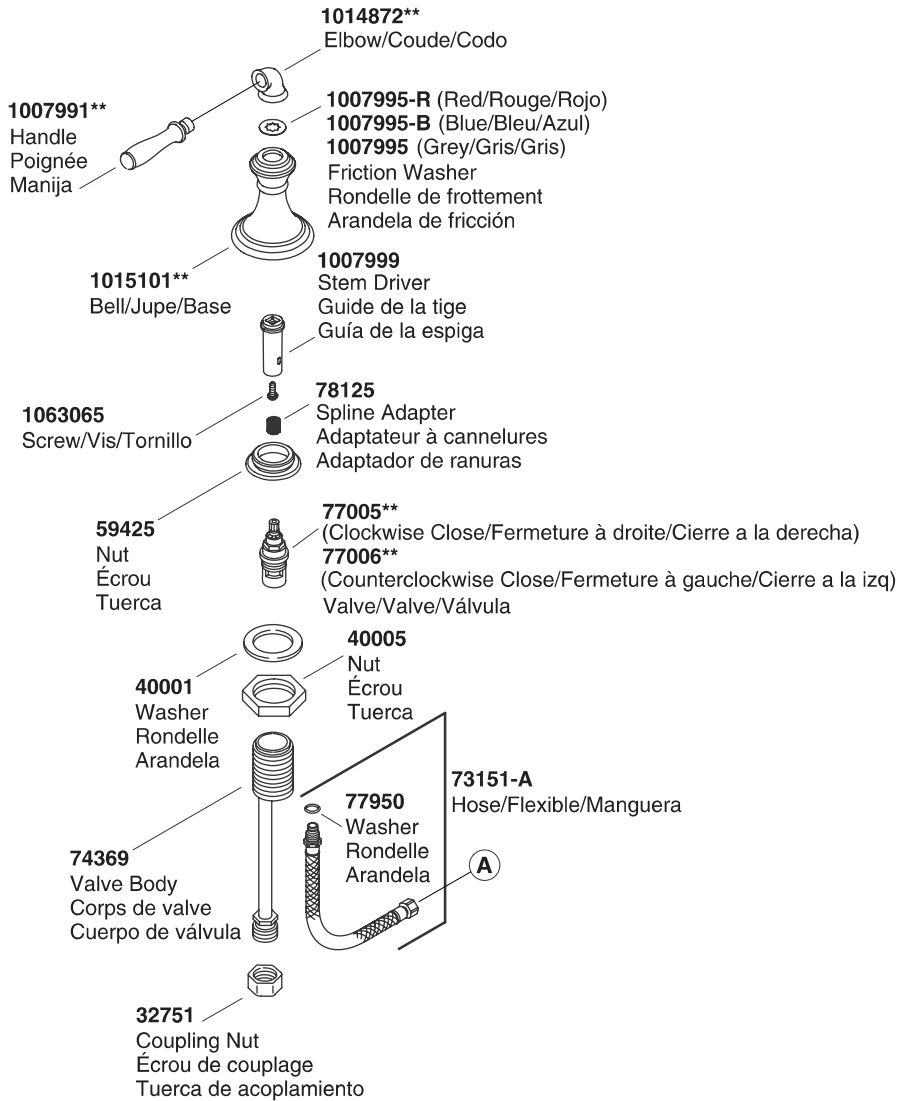 1014872**
Elbow/Coude/Codo
1007991**
Handle
Poignée
Manija
1007995-R (Red/Rouge/Rojo)
1007995-B (Blue/Bleu/Azul)
1007995 (Grey/Gris/Gris)
Friction Washer
Rondelle de frottement
Arandela de fricción
1015101**
Bell/Jupe/Base
1007999
Stem Driver
Guide de la tige
Guía de la espiga
1063065
Screw/Vis/Tornillo
78125
Spline Adapter
Adaptateur à cannelures
Adaptador de ranuras
59425
Nut
Écrou
Tuerca
77005**
(Clockwise Close/Fermeture à droite/Cierre a la derecha)
77006**
(Counterclockwise Close/Fermeture à gauche/Cierre a la izq)
Valve/Valve/Válvula
40001
Washer
Rondelle
Arandela
40005
Nut
Écrou
Tuerca
73151-A
Hose/Flexible/Manguera
77950
Washer
Rondelle
Arandela
A
74369
Valve Body
Corps de valve
Cuerpo de válvula
32751
Coupling Nut
Écrou de couplage
Tuerca de acoplamiento